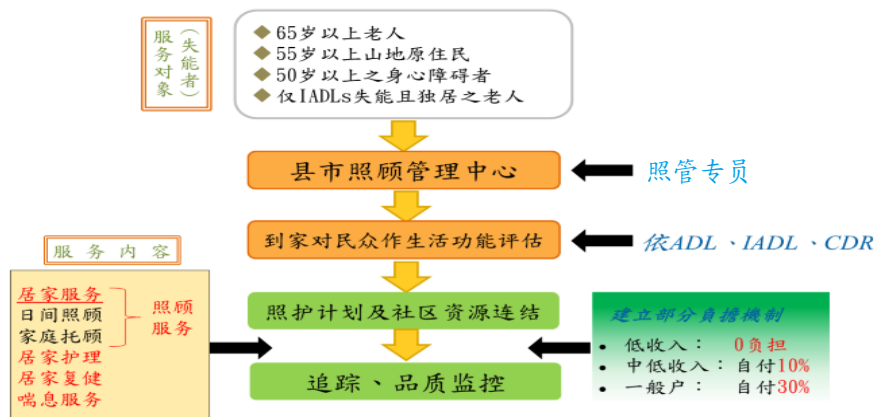 (失能者)
服务对象
65岁以上老人
55岁以上山地原住民
50岁以上之身心障碍者
仅IADLs失能且独居之老人
县市照顾管理中心
照管专员
到家对民众作生活功能评估
依ADL、IADL、CDR
服务内容
居家服务
日间照顾
家庭托顾
照顾
服务
居家护理
居家复健
喘息服务
照护计划及社区资源连结
追踪、品质监控
建立部分負擔機制
• 低收入： 0负担
• 中低收入：自付10%
• 一般户： 自付30%